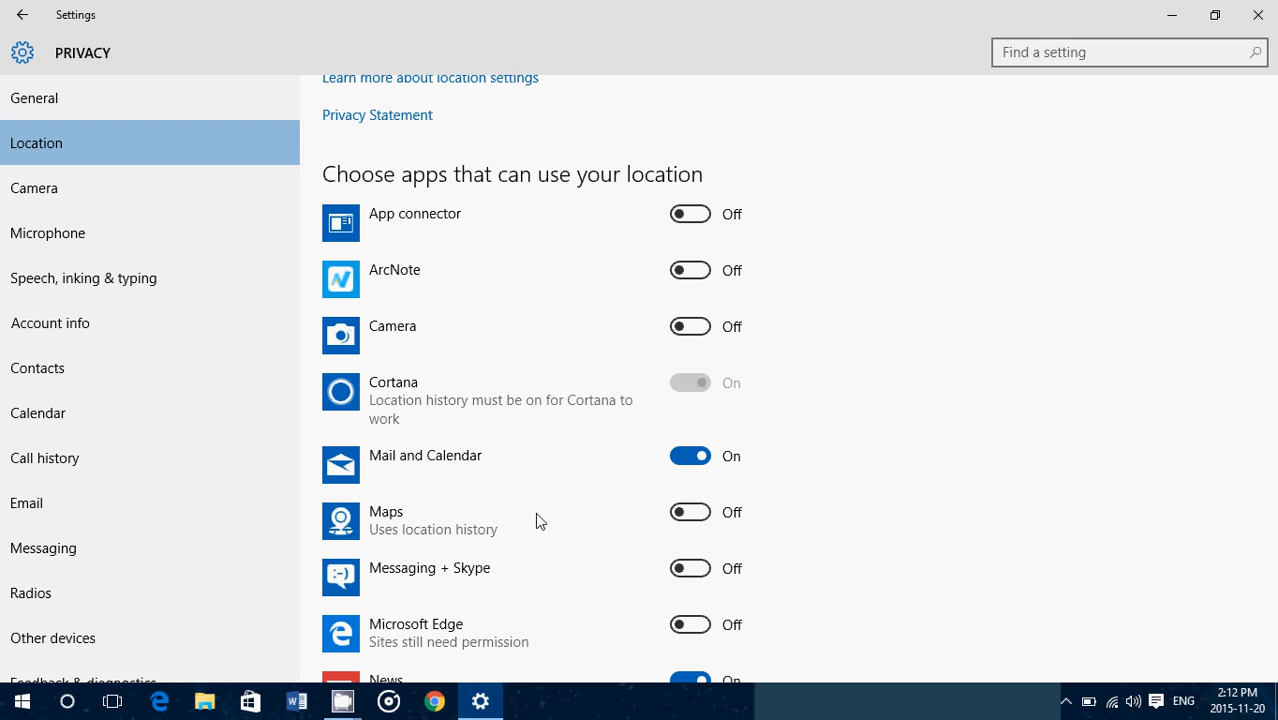 Settings
PRIVACY
Find a setting
General
Location
Camera
Microphone
Speech, inking & typing
Account info
Contacts
Calendar
Call history
Email
Messaging
Radios
Other devices
Feedback & diagnostics
Learn more about location settings
Privacy Statement
Choose apps that can use your location
App connector Off
ArcNote Off
Camera Off
Cortana On
Location history must be on for Cortana to
work
Mail and Calendar On
Maps Off
Uses location history
Messaging + Skype Off
Microsoft Edge Off
Sites still need permission
News On
ENG
2:12 PM
2015-11-20